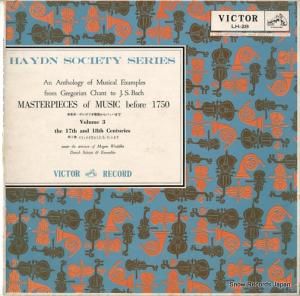 VICTOR
LH-28
HAYDN SOCIETY SERIES
An Anthology of Musical Examples
from Gregorian Chant to J. S. Bach
MASTERPIECES of MUSIC before 1750
Volume 3
the 17th and 18th Centuries
under the direction of Mogens Wöldike
Danish Soloists & Ensembles
VICTOR RECORD
Snow Records Japan